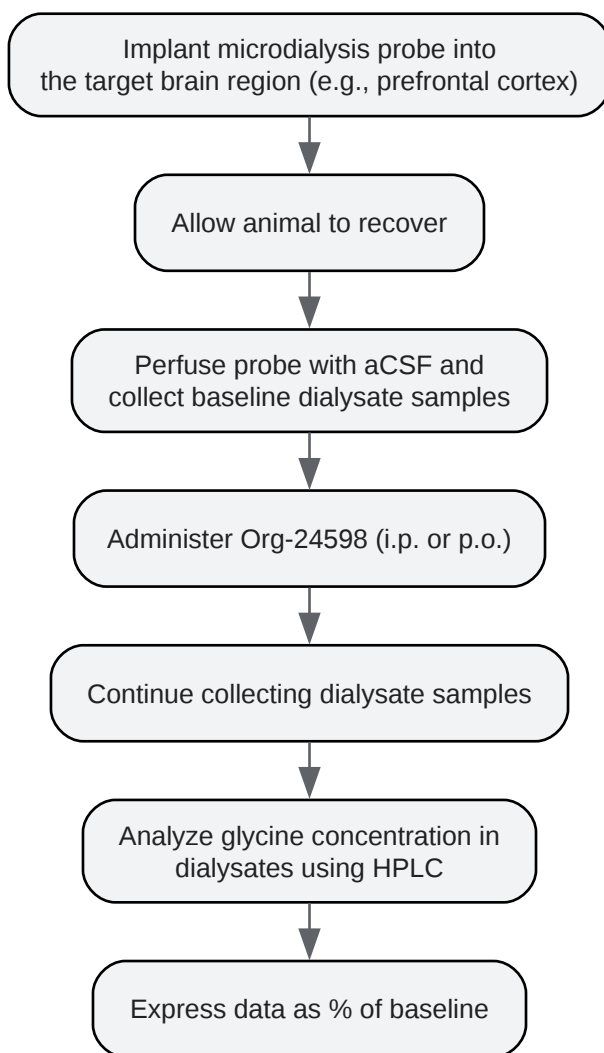 Implant microdialysis probe into
the target brain region (e.g., prefrontal cortex)
Allow animal to recover
Perfuse probe with aCSF and
collect baseline dialysate samples
Administer Org-24598 (i.p. or p.o.)
Continue collecting dialysate samples
Analyze glycine concentration in
dialysates using HPLC
Express data as % of baseline